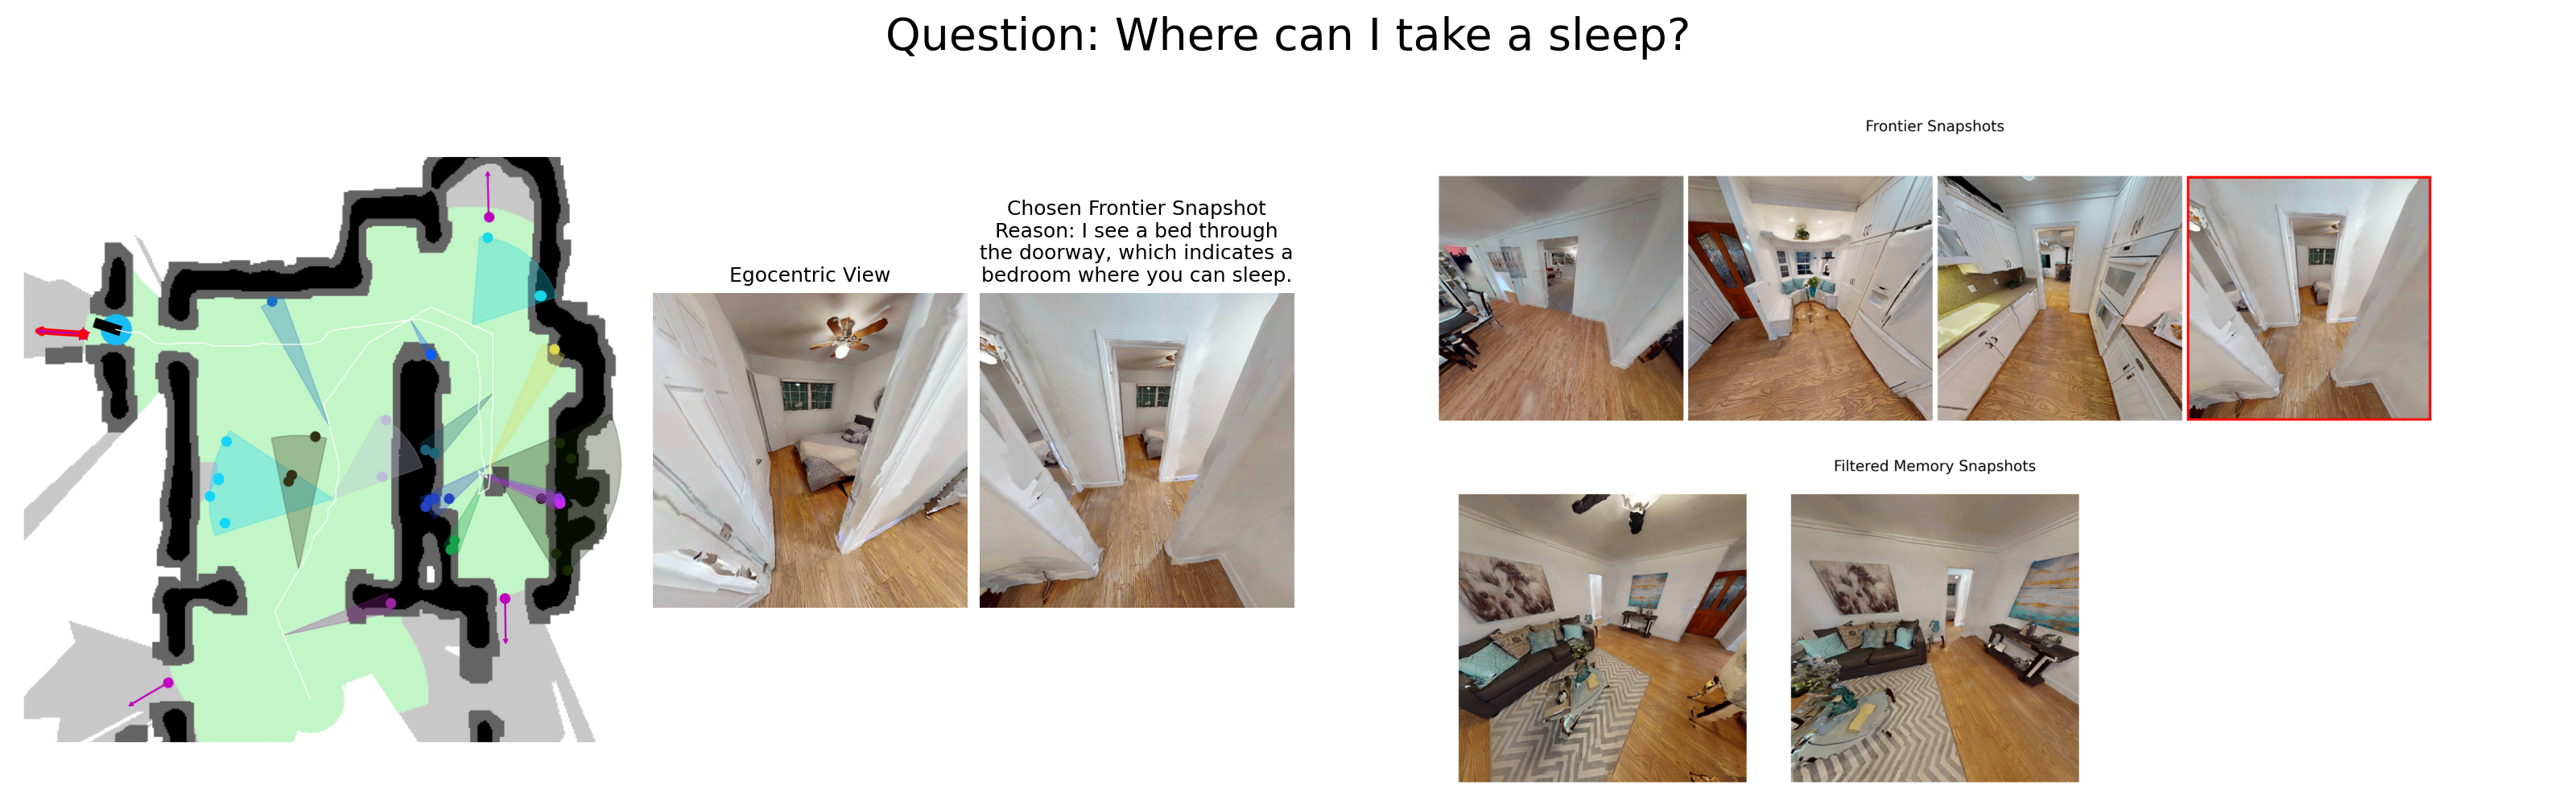 Question: Where can I take a sleep?
Frontier Snapshots
Chosen Frontier Snapshot
Reason: I see a bed through
the doorway, which indicates a
bedroom where you can sleep.
Egocentric View
Filtered Memory Snapshots